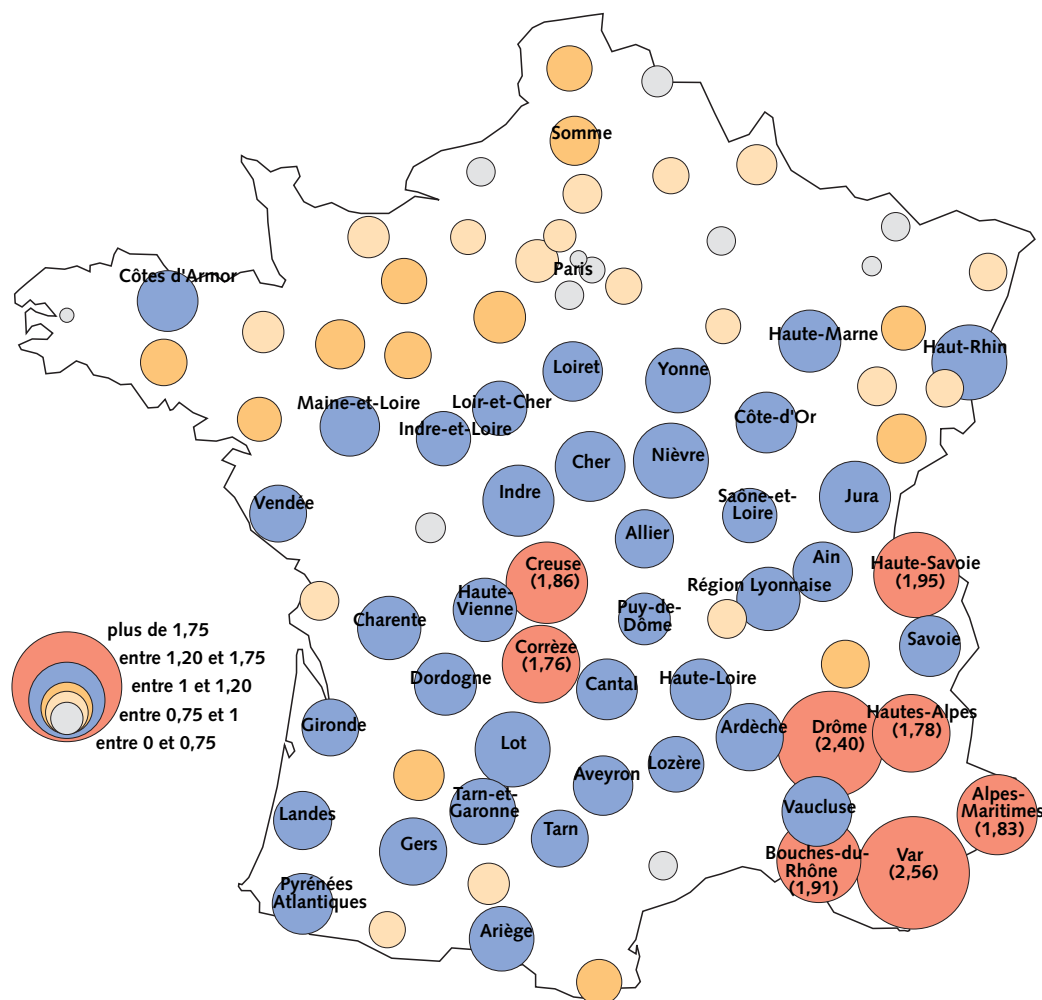 Somme
Côtes d'Armor
Paris
Haute-Marne
Haut-Rhin
Loiret
Yonne
Maine-et-Loire
Loir-et-Cher
Indre-et-Loire
Côte-d'Or
Cher
Nièvre
Indre
Vendée
Saône-et-
Loire
Jura
Allier
Creuse
(1,86)
Ain
Haute-Savoie
(1,95)
Région Lyonnaise
Haute-
Vienne
Charente
Puy-de-
Dôme
Savoie
Corrèze
(1,76)
plus de 1,75
entre 1,20 et 1,75
entre 1 et 1,20
entre 0,75 et 1
entre 0 et 0,75
Dordogne
Cantal
Haute-Loire
Gironde
Lot
Ardèche
Drôme
(2,40)
Hautes-Alpes
(1,78)
Aveyron
Lozère
Tarn-et-
Garonne
Vaucluse
Alpes-
Maritimes
(1,83)
Landes
Gers
Tarn
Bouches-du-
Rhône
(1,91)
Var
(2,56)
Pyrénées
Atlantiques
Ariège